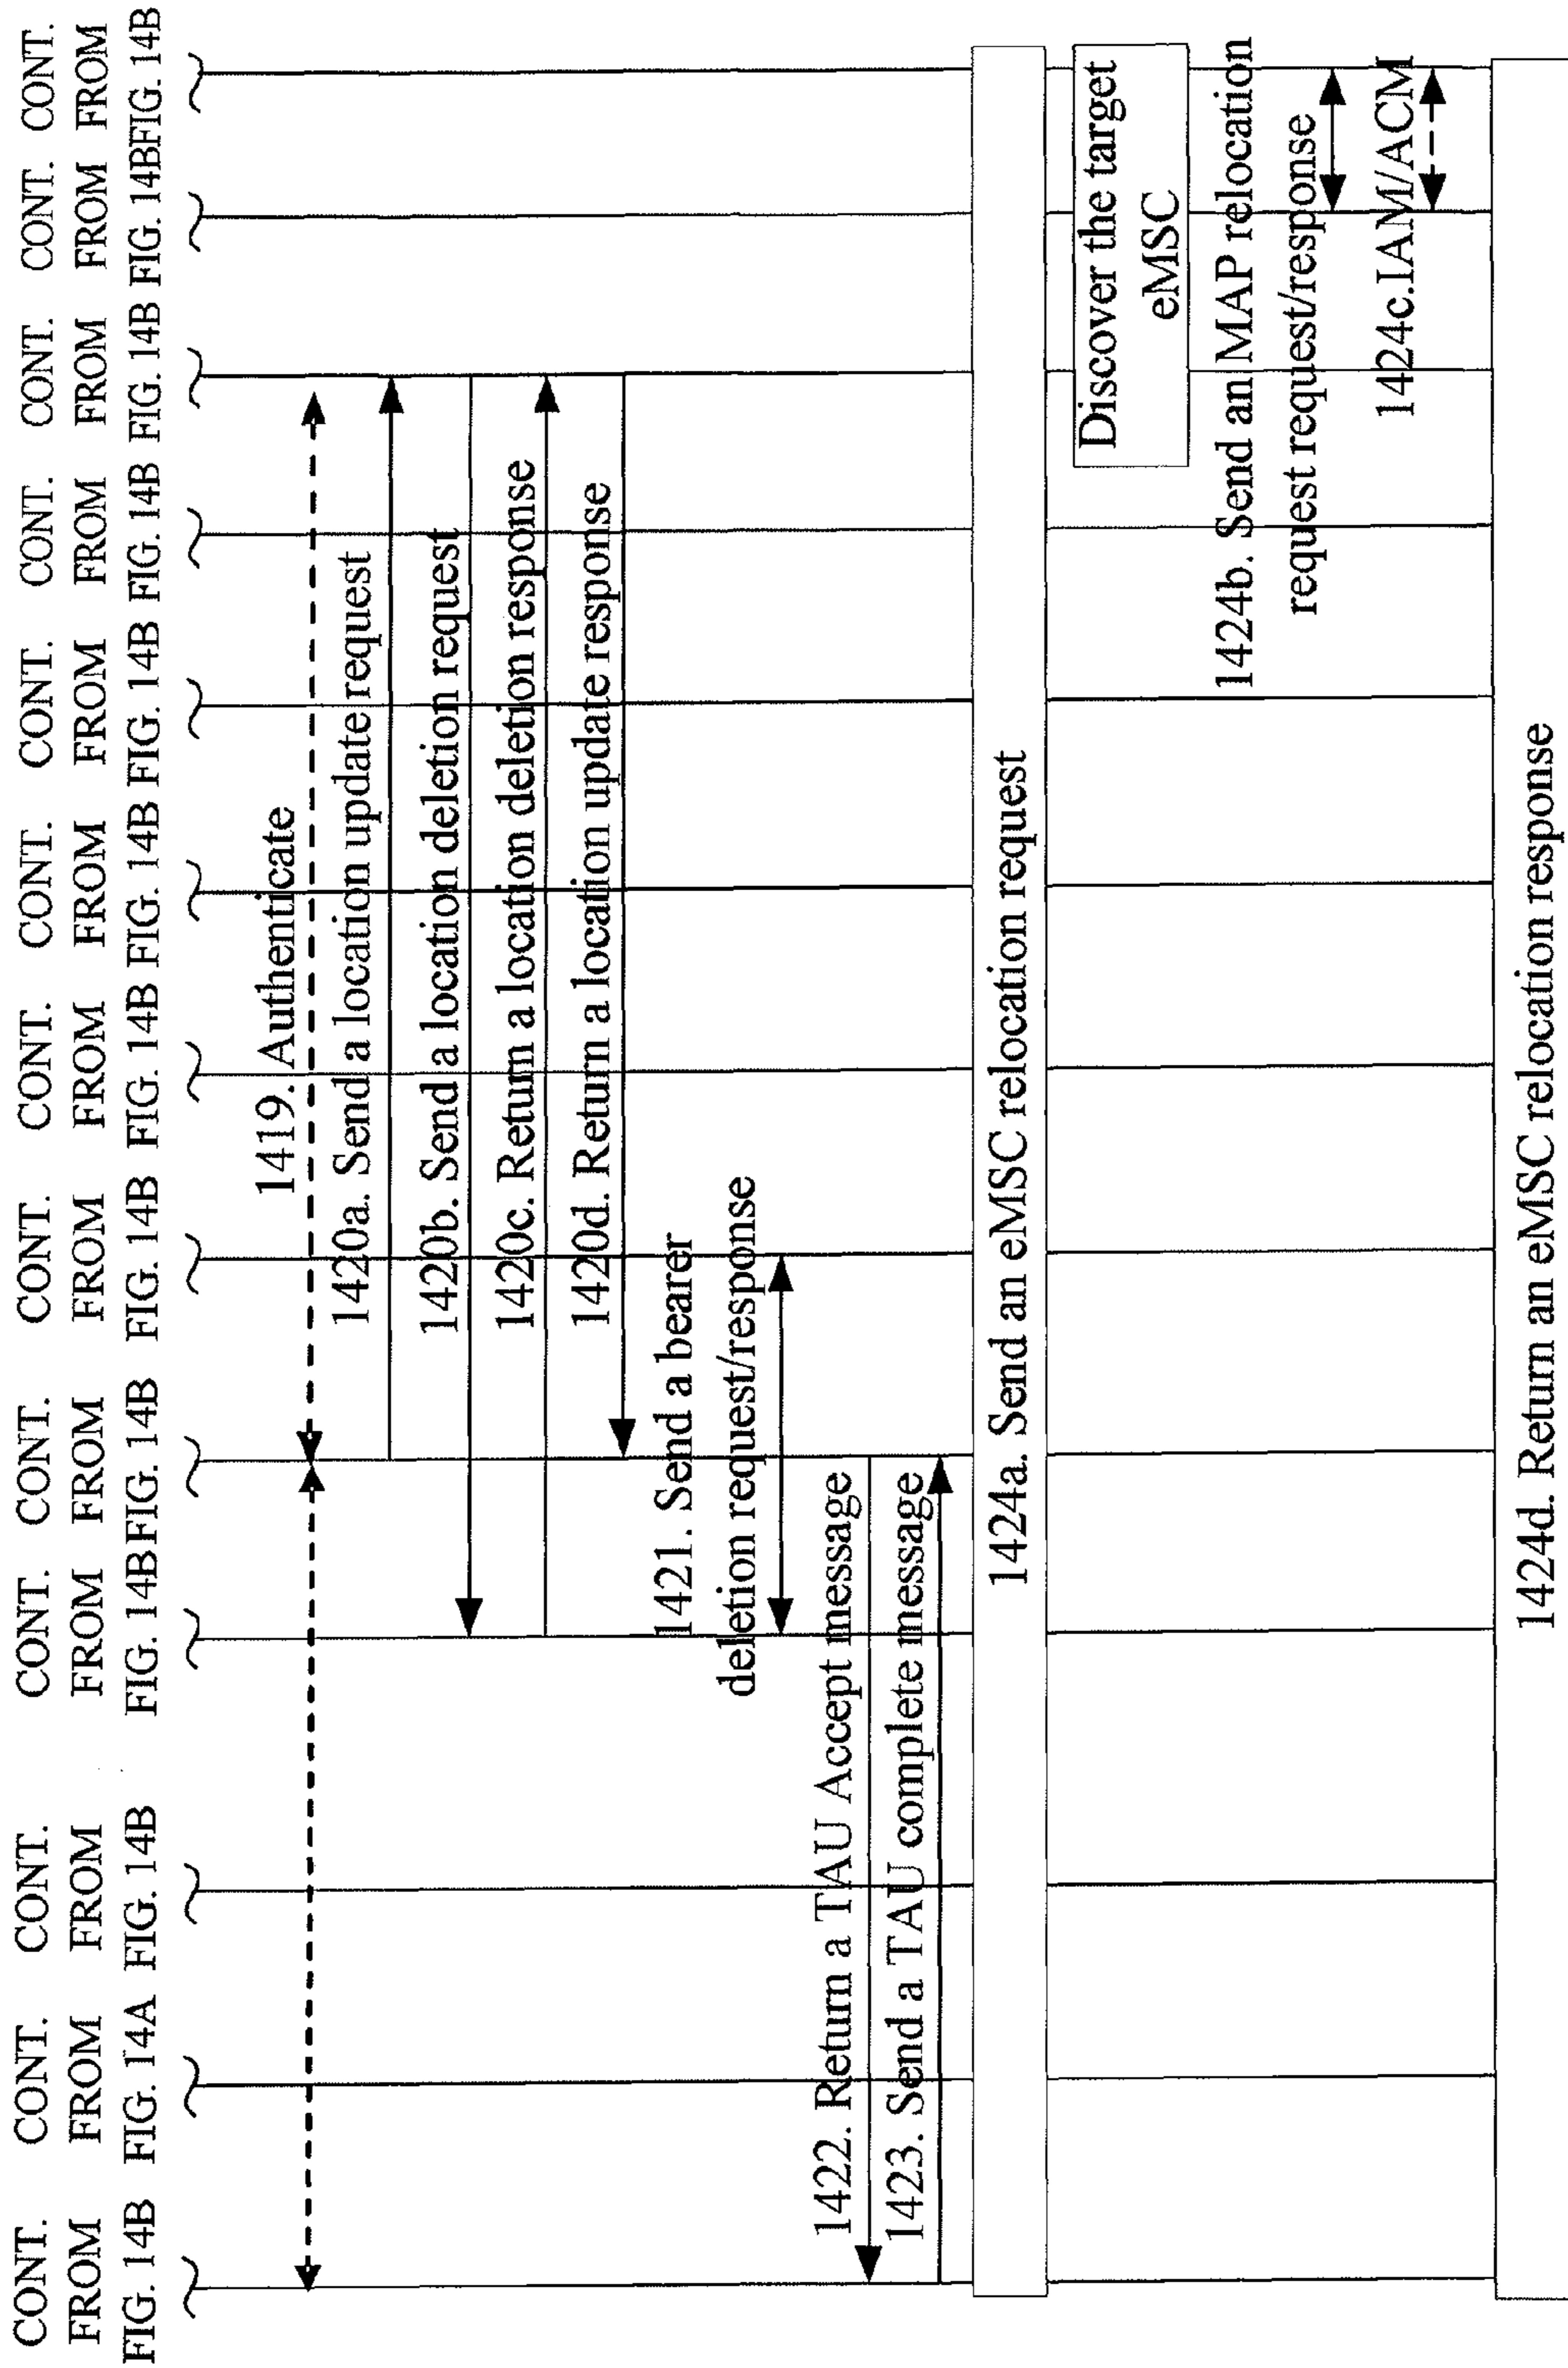 CONT. CONT. CONT. CONT. CONT. CONT. CONT. CONT. CONT. CONT. CONT. CONT. CONT.
FROM FROM FROM FROM FROM FROM FROM FROM FROM FROM FROM FROM FROM
FIG. 14B FIG. 14A FIG. 14B FIG. 14B FIG. 14B FIG. 14B FIG. 14B FIG. 14B FIG. 14B FIG. 14B FIG. 14B FIG. 14B FIG. 14B
1419. Authenticate
1420a. Send a location update request
1420b. Send a location deletion request
1420c. Return a location deletion response
1420d. Return a location update response
1421. Send a bearer
deletion request/response
1422. Return a TAU Accept message
1423. Send a TAU complete message
1424a. Send an eMSC relocation request
Discover the target
eMSC
1424b. Send an MAP relocation
request request/response
1424c.IAM/ACM
1424d. Return an eMSC relocation response